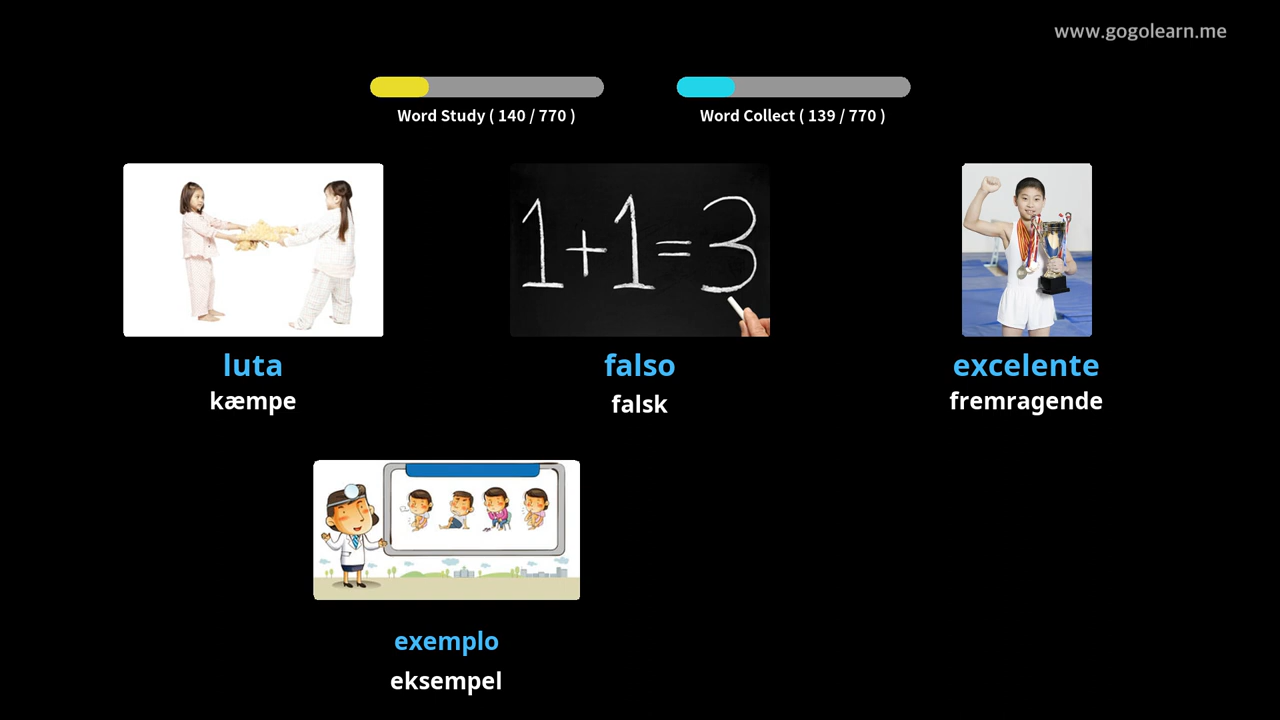 www.gogolearn.me
Word Study ( 140 / 770 )
Word Collect ( 139 / 770 )
1+1=3
luta
falso
excelente
kæmpe
falsk
fremragende
exemplo
eksempel